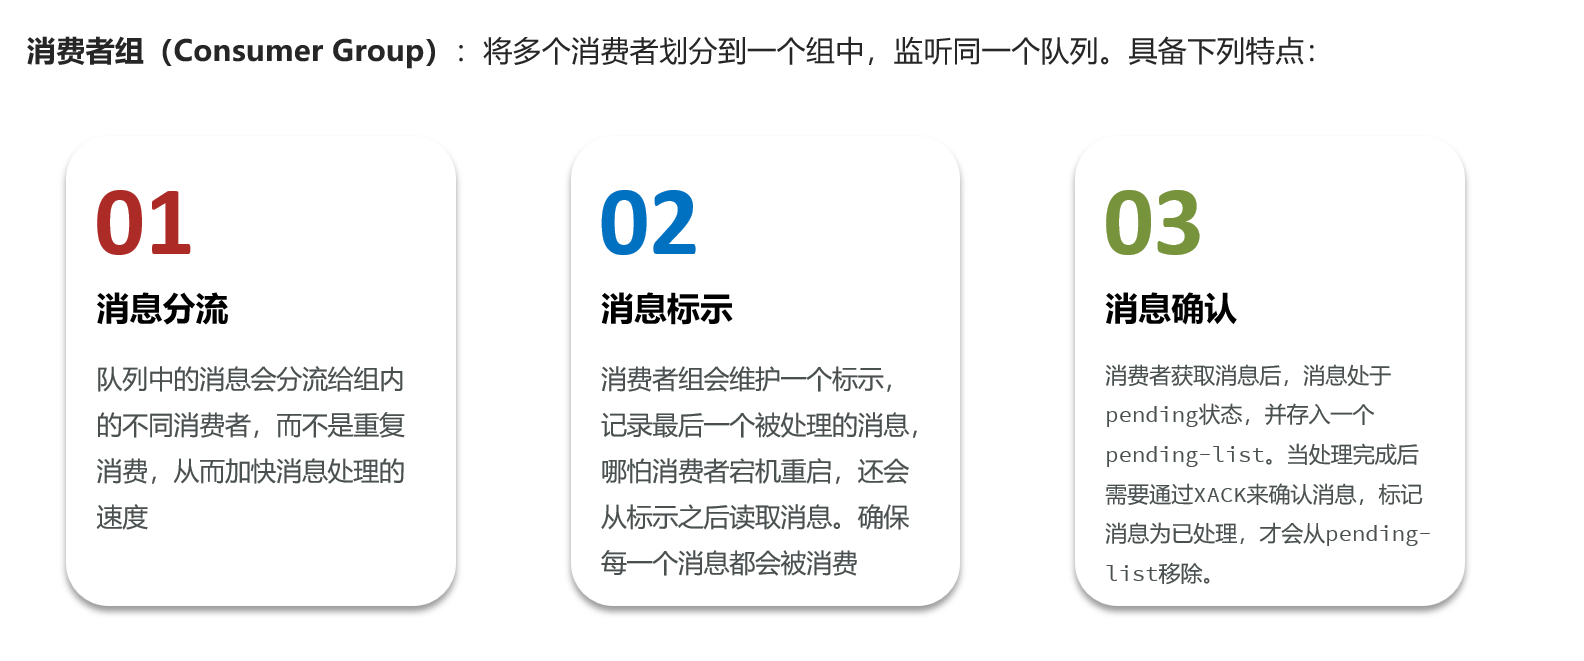 消费者组（Consumer Group）：将多个消费者划分到一个组中，监听同一个队列。具备下列特点：
01
消息分流
队列中的消息会分流给组内
的不同消费者，而不是重复
消费，从而加快消息处理的
速度
02
消息标示
消费者组会维护一个标示，
记录最后一个被处理的消息，
哪怕消费者宕机重启，还会
从标示之后读取消息。确保
每一个消息都会被消费
03
消息确认
消费者获取消息后，消息处于
pending状态，并存入一个
pending-list。当处理完成后
需要通过XACK来确认消息，标记
消息为已处理，才会从pending-
list移除。